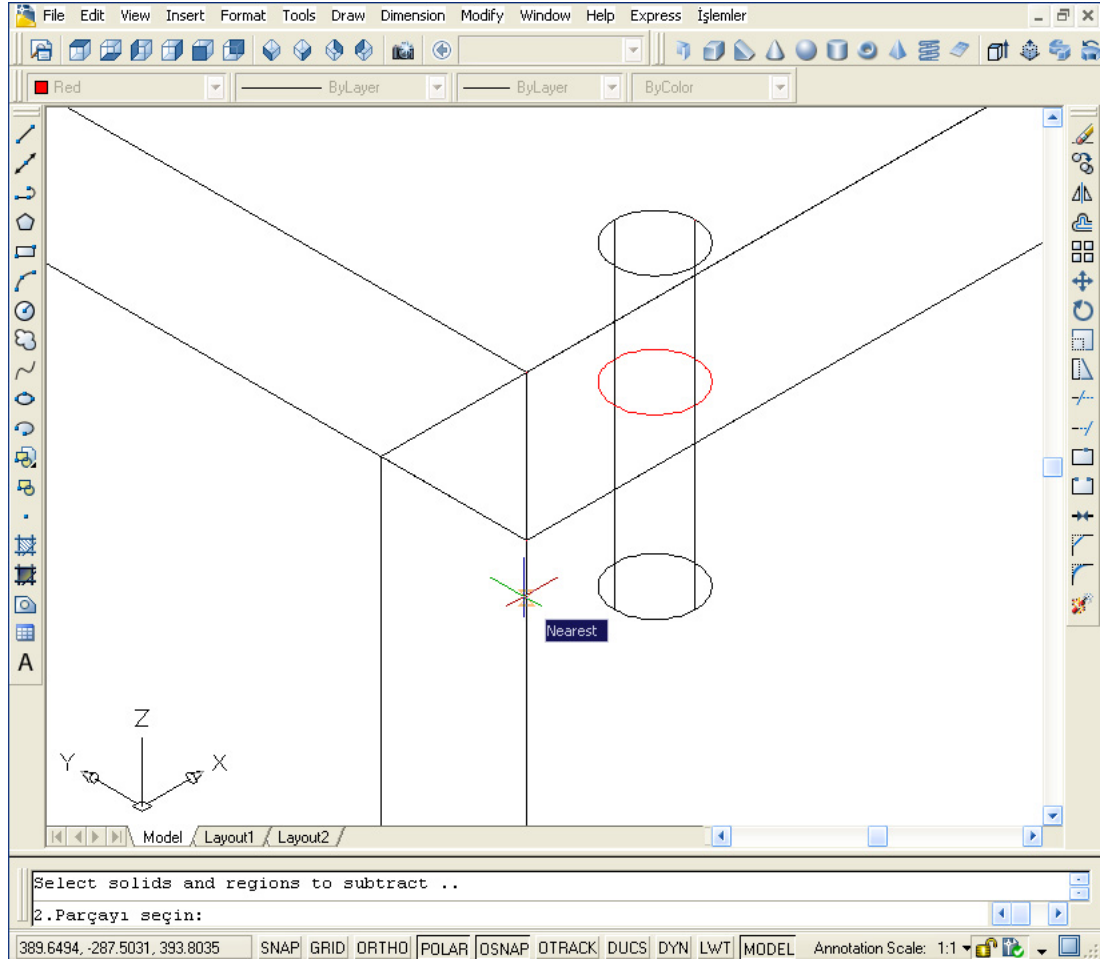 File Edit View Insert Format Tools Draw Dimension Modify Window Help Express İşlemler
Red ByLayer ByLayer ByColor
Nearest
A
Z
Y X
Model Layout1 Layout2
Select solids and regions to subtract ..
2.Parçayı seçin:
389.6494, -287.5031, 393.8035 SNAP GRID ORTHO POLAR OSNAP OTRACK DUCS DYN LWT MODEL Annotation Scale: 1:1